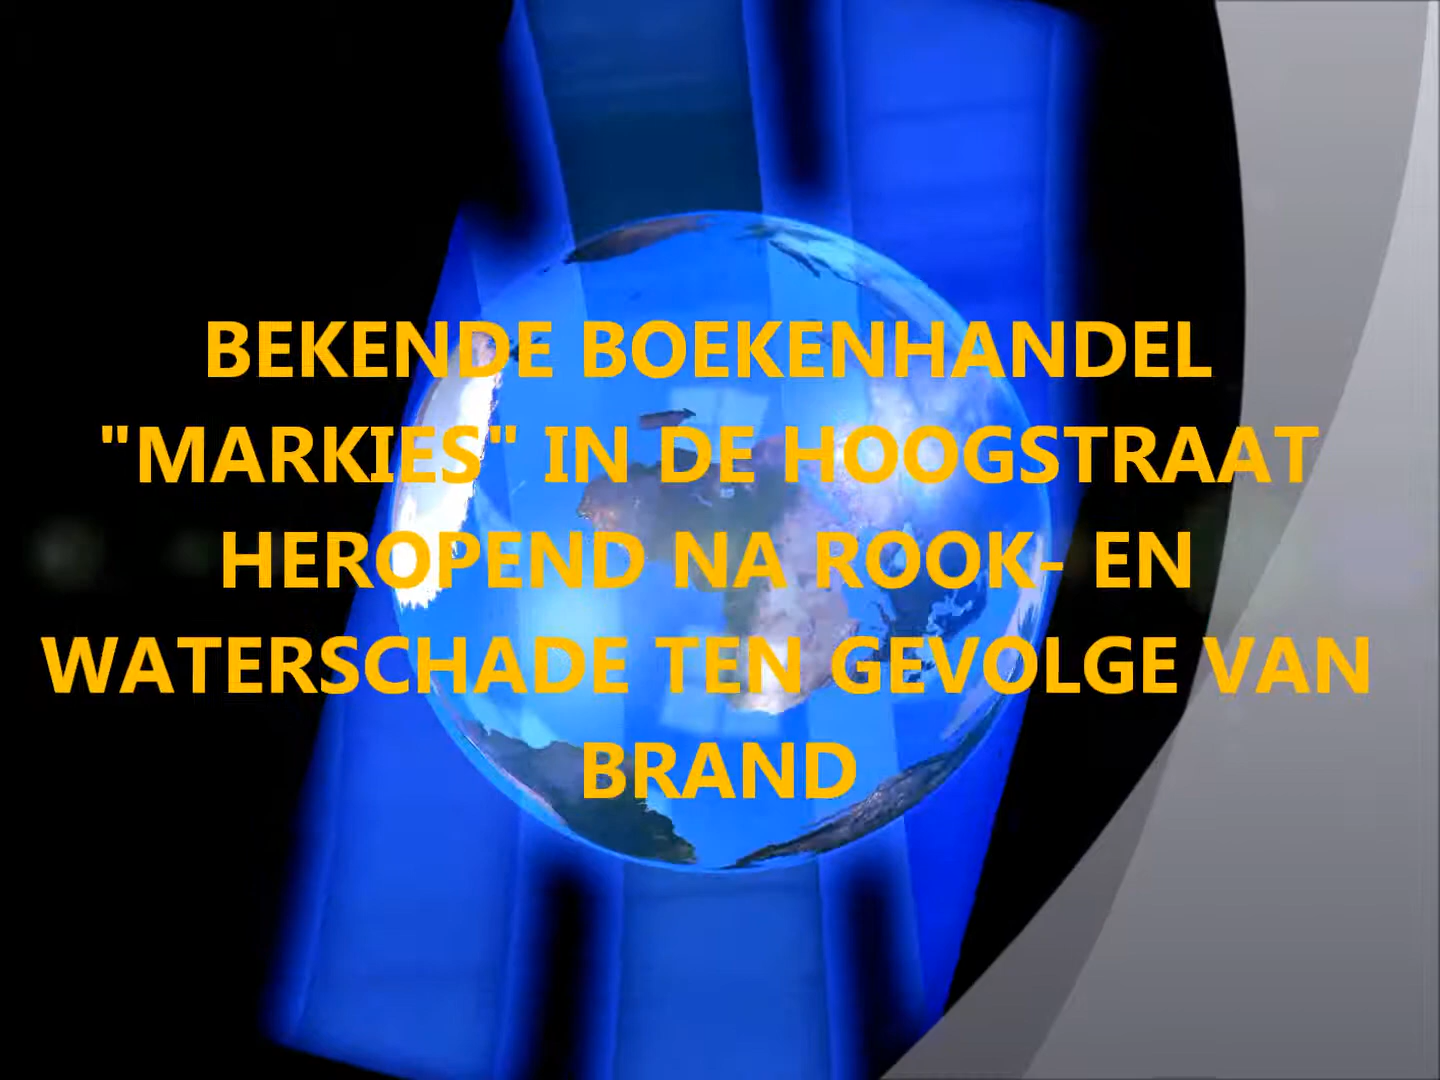 BEKENDE BOEKENHANDEL
"MARKIES" IN DE HOOGSTRAAT
HEROPEND NA ROOK- EN
WATERSCHADE TEN GEVOLGE VAN
BRAND